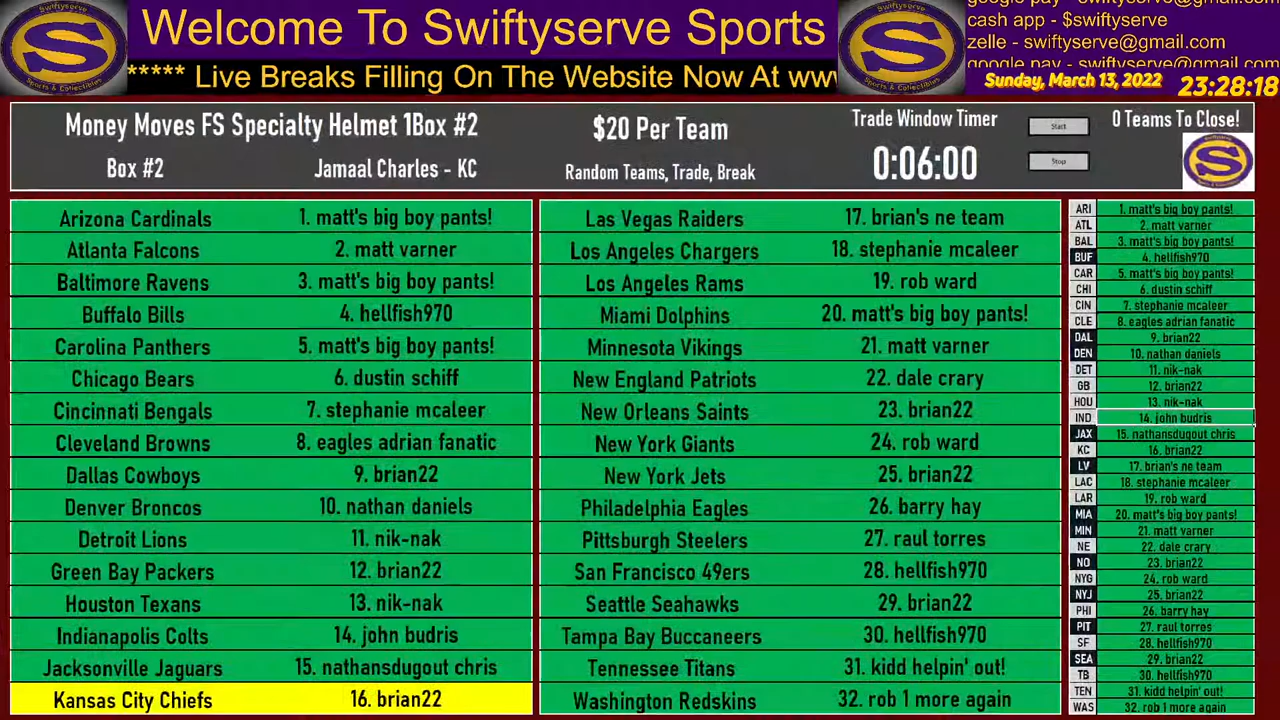 Welcome To Swiftyserve Sports
***** Live Breaks Filling On The Website Now At www
google pay - swiftyserve@gmail.com
cash app - $swiftyserve
zelle - swiftyserve@gmail.com
google pay - swiftyserve@gmail.com
Sunday, March 13, 2022 23:28:18
Money Moves FS Specialty Helmet 1Box #2
Box #2 Jamaal Charles - KC
$20 Per Team
Random Teams, Trade, Break
Trade Window Timer
0:06:00
Start
Stop
0 Teams To Close!
Arizona Cardinals 1. matt's big boy pants!
Atlanta Falcons 2. matt varner
Baltimore Ravens 3. matt's big boy pants!
Buffalo Bills 4. hellfish970
Carolina Panthers 5. matt's big boy pants!
Chicago Bears 6. dustin schiff
Cincinnati Bengals 7. stephanie mcaleer
Cleveland Browns 8. eagles adrian fanatic
Dallas Cowboys 9. brian22
Denver Broncos 10. nathan daniels
Detroit Lions 11. nik-nak
Green Bay Packers 12. brian22
Houston Texans 13. nik-nak
Indianapolis Colts 14. john budris
Jacksonville Jaguars 15. nathansdugout chris
Kansas City Chiefs 16. brian22
Las Vegas Raiders 17. brian's ne team
Los Angeles Chargers 18. stephanie mcaleer
Los Angeles Rams 19. rob ward
Miami Dolphins 20. matt's big boy pants!
Minnesota Vikings 21. matt varner
New England Patriots 22. dale crary
New Orleans Saints 23. brian22
New York Giants 24. rob ward
New York Jets 25. brian22
Philadelphia Eagles 26. barry hay
Pittsburgh Steelers 27. raul torres
San Francisco 49ers 28. hellfish970
Seattle Seahawks 29. brian22
Tampa Bay Buccaneers 30. hellfish970
Tennessee Titans 31. kidd helpin' out!
Washington Redskins 32. rob 1 more again
ARI 1. matt's big boy pants!
ATL 2. matt varner
BAL 3. matt's big boy pants!
BUF 4. hellfish970
CAR 5. matt's big boy pants!
CHI 6. dustin schiff
CIN 7. stephanie mcaleer
CLE 8. eagles adrian fanatic
DAL 9. brian22
DEN 10. nathan daniels
DET 11. nik-nak
GB 12. brian22
HOU 13. nik-nak
IND 14. john budris
JAX 15. nathansdugout chris
KC 16. brian22
LV 17. brian's ne team
LAC 18. stephanie mcaleer
LAR 19. rob ward
MIA 20. matt's big boy pants!
MIN 21. matt varner
NE 22. dale crary
NO 23. brian22
NYG 24. rob ward
NYJ 25. brian22
PHI 26. barry hay
PIT 27. raul torres
SF 28. hellfish970
SEA 29. brian22
TB 30. hellfish970
TEN 31. kidd helpin' out!
WAS 32. rob 1 more again